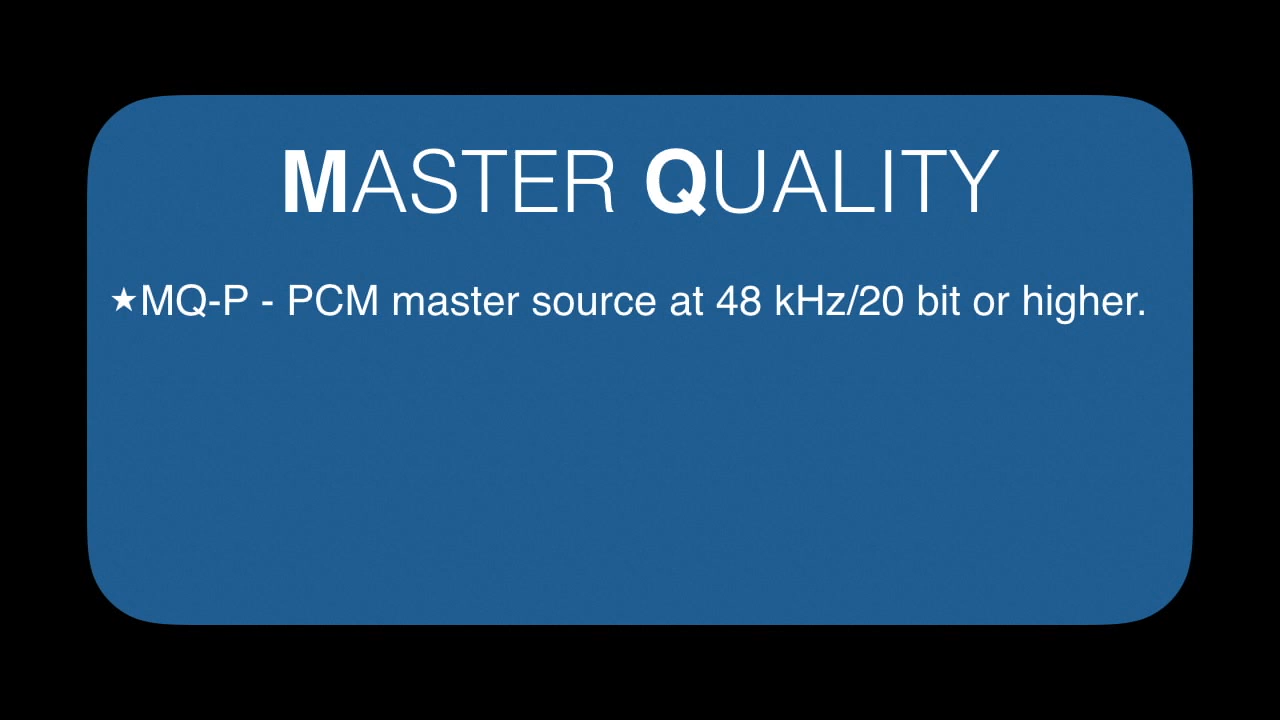 MASTER QUALITY
★MQ-P - PCM master source at 48 kHz/20 bit or higher.